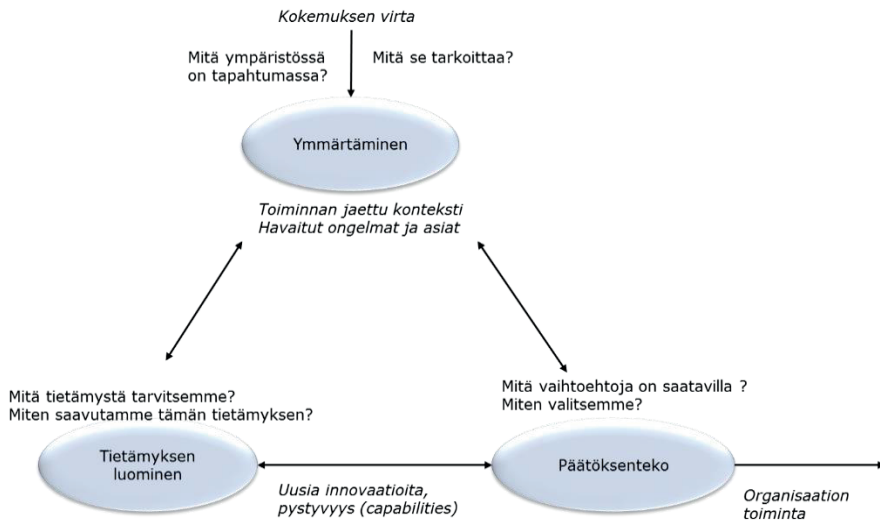 Kokemuksen virta
Mitä ympäristössä
on tapahtumassa?
Mitä se tarkoittaa?
Ymmärtäminen
Toiminnan jaettu konteksti
Havaitut ongelmat ja asiat
Mitä tietämystä tarvitsemme?
Miten saavutamme tämän tietämyksen?
Mitä vaihtoehtoja on saatavilla ?
Miten valitsemme?
Tietämyksen
luominen
Päätöksenteko
Uusia innovaatioita,
pystyvyys (capabilities)
Organisaation
toiminta